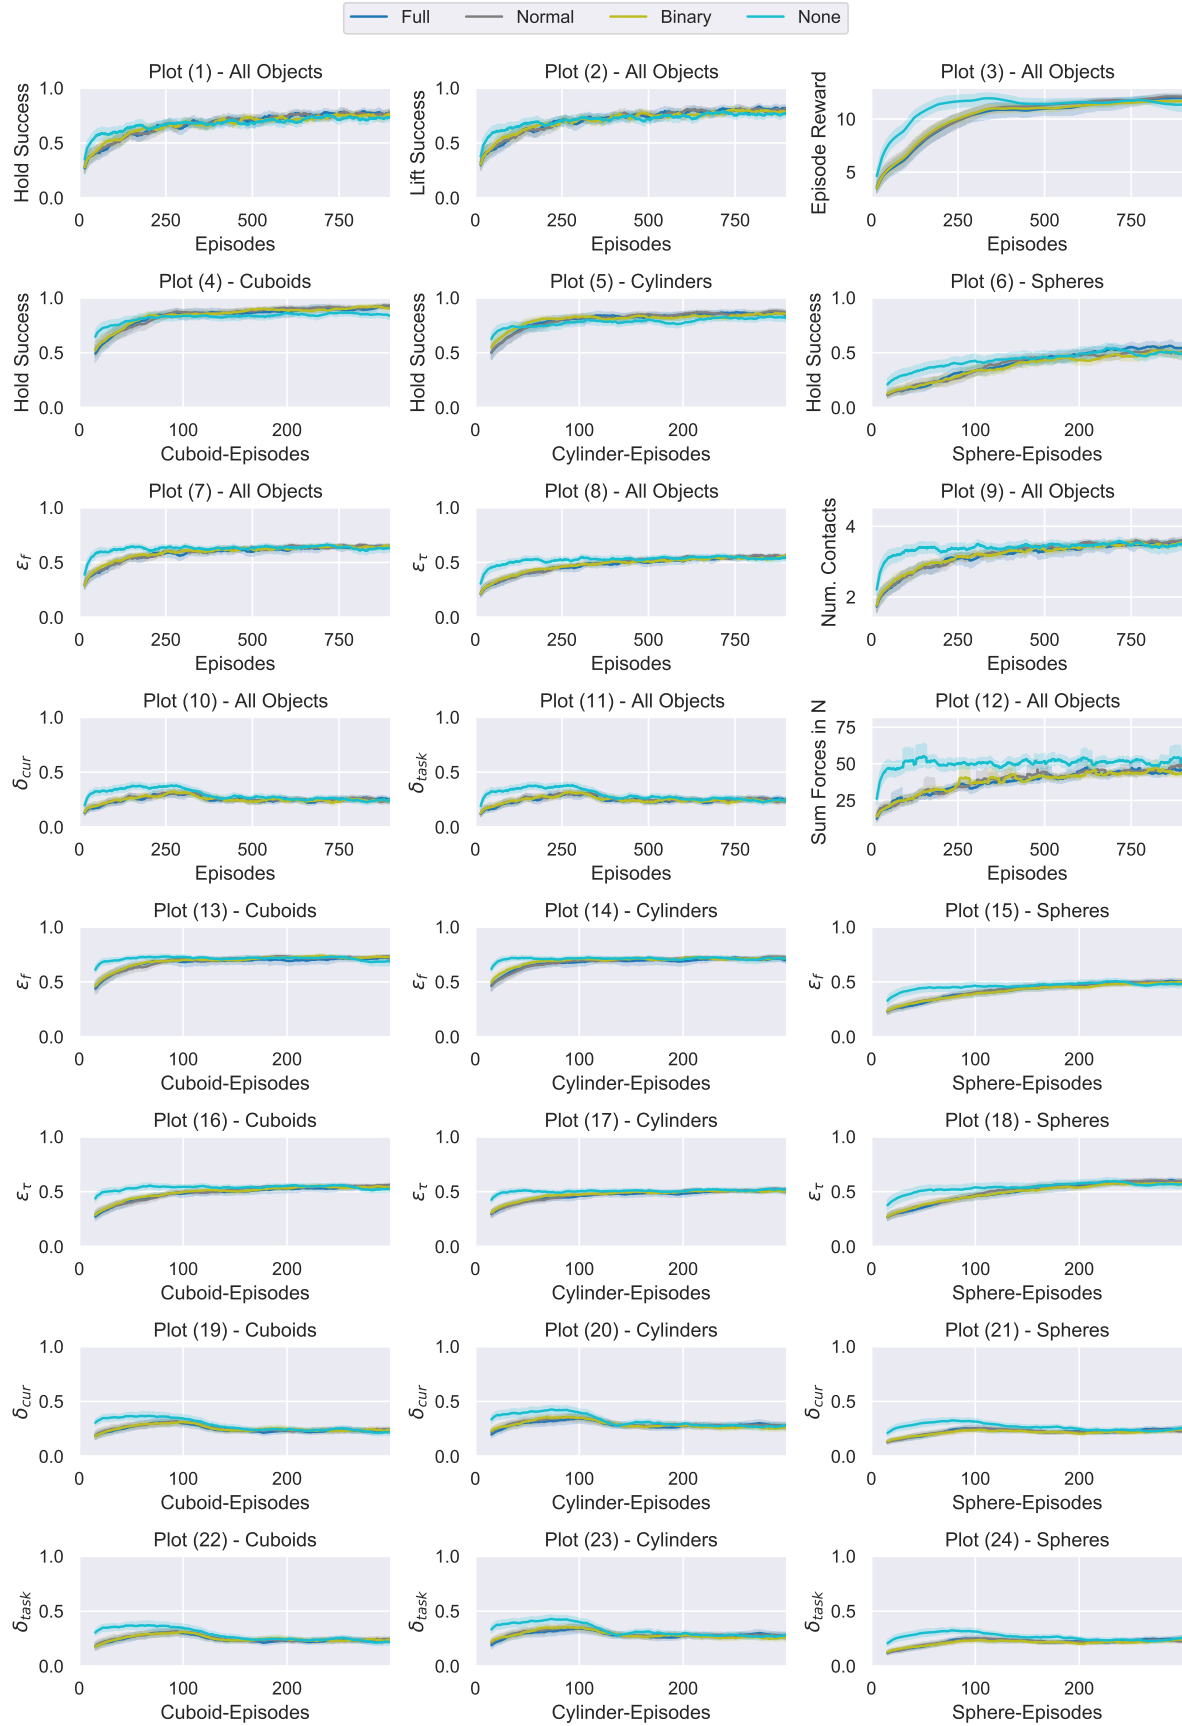 Full Normal Binary None
Plot (1) - All Objects
Hold Success
1.0
0.5
0.0
0 250 500 750
Episodes
Plot (2) - All Objects
Lift Success
1.0
0.5
0.0
0 250 500 750
Episodes
Plot (3) - All Objects
Episode Reward
10
5
0 250 500 750
Episodes
Plot (4) - Cuboids
Hold Success
1.0
0.5
0.0
0 100 200
Cuboid-Episodes
Plot (5) - Cylinders
Hold Success
1.0
0.5
0.0
0 100 200
Cylinder-Episodes
Plot (6) - Spheres
Hold Success
1.0
0.5
0.0
0 100 200
Sphere-Episodes
Plot (7) - All Objects
ε_f
1.0
0.5
0.0
0 250 500 750
Episodes
Plot (8) - All Objects
ε_τ
1.0
0.5
0.0
0 250 500 750
Episodes
Plot (9) - All Objects
Num. Contacts
4
2
0 250 500 750
Episodes
Plot (10) - All Objects
δ_cur
1.0
0.5
0.0
0 250 500 750
Episodes
Plot (11) - All Objects
δ_task
1.0
0.5
0.0
0 250 500 750
Episodes
Plot (12) - All Objects
Sum Forces in N
75
50
25
0 250 500 750
Episodes
Plot (13) - Cuboids
ε_f
1.0
0.5
0.0
0 100 200
Cuboid-Episodes
Plot (14) - Cylinders
ε_f
1.0
0.5
0.0
0 100 200
Cylinder-Episodes
Plot (15) - Spheres
ε_f
1.0
0.5
0.0
0 100 200
Sphere-Episodes
Plot (16) - Cuboids
ε_τ
1.0
0.5
0.0
0 100 200
Cuboid-Episodes
Plot (17) - Cylinders
ε_τ
1.0
0.5
0.0
0 100 200
Cylinder-Episodes
Plot (18) - Spheres
ε_τ
1.0
0.5
0.0
0 100 200
Sphere-Episodes
Plot (19) - Cuboids
δ_cur
1.0
0.5
0.0
0 100 200
Cuboid-Episodes
Plot (20) - Cylinders
δ_cur
1.0
0.5
0.0
0 100 200
Cylinder-Episodes
Plot (21) - Spheres
δ_cur
1.0
0.5
0.0
0 100 200
Sphere-Episodes
Plot (22) - Cuboids
δ_task
1.0
0.5
0.0
0 100 200
Cuboid-Episodes
Plot (23) - Cylinders
δ_task
1.0
0.5
0.0
0 100 200
Cylinder-Episodes
Plot (24) - Spheres
δ_task
1.0
0.5
0.0
0 100 200
Sphere-Episodes